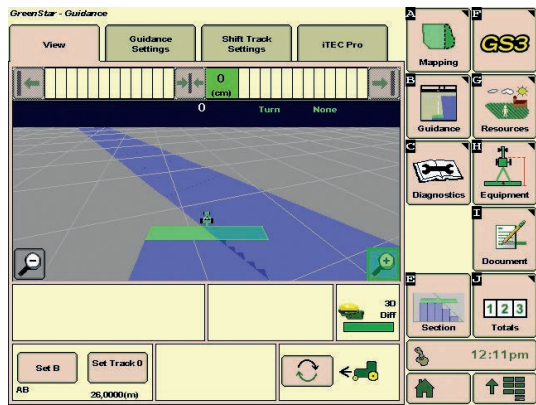 GreenStar - Guidance
View
Guidance
Settings
Shift Track
Settings
iTEC Pro
0
(cm)
0
Turn
None
3D
Diff
Set B
AB
Set Track 0
26,0000(m)
A
Mapping
F
GS3
B
Guidance
G
Resources
C
Diagnostics
H
Equipment
I
Document
E
Section
J
1 2 3
Totals
12:11pm